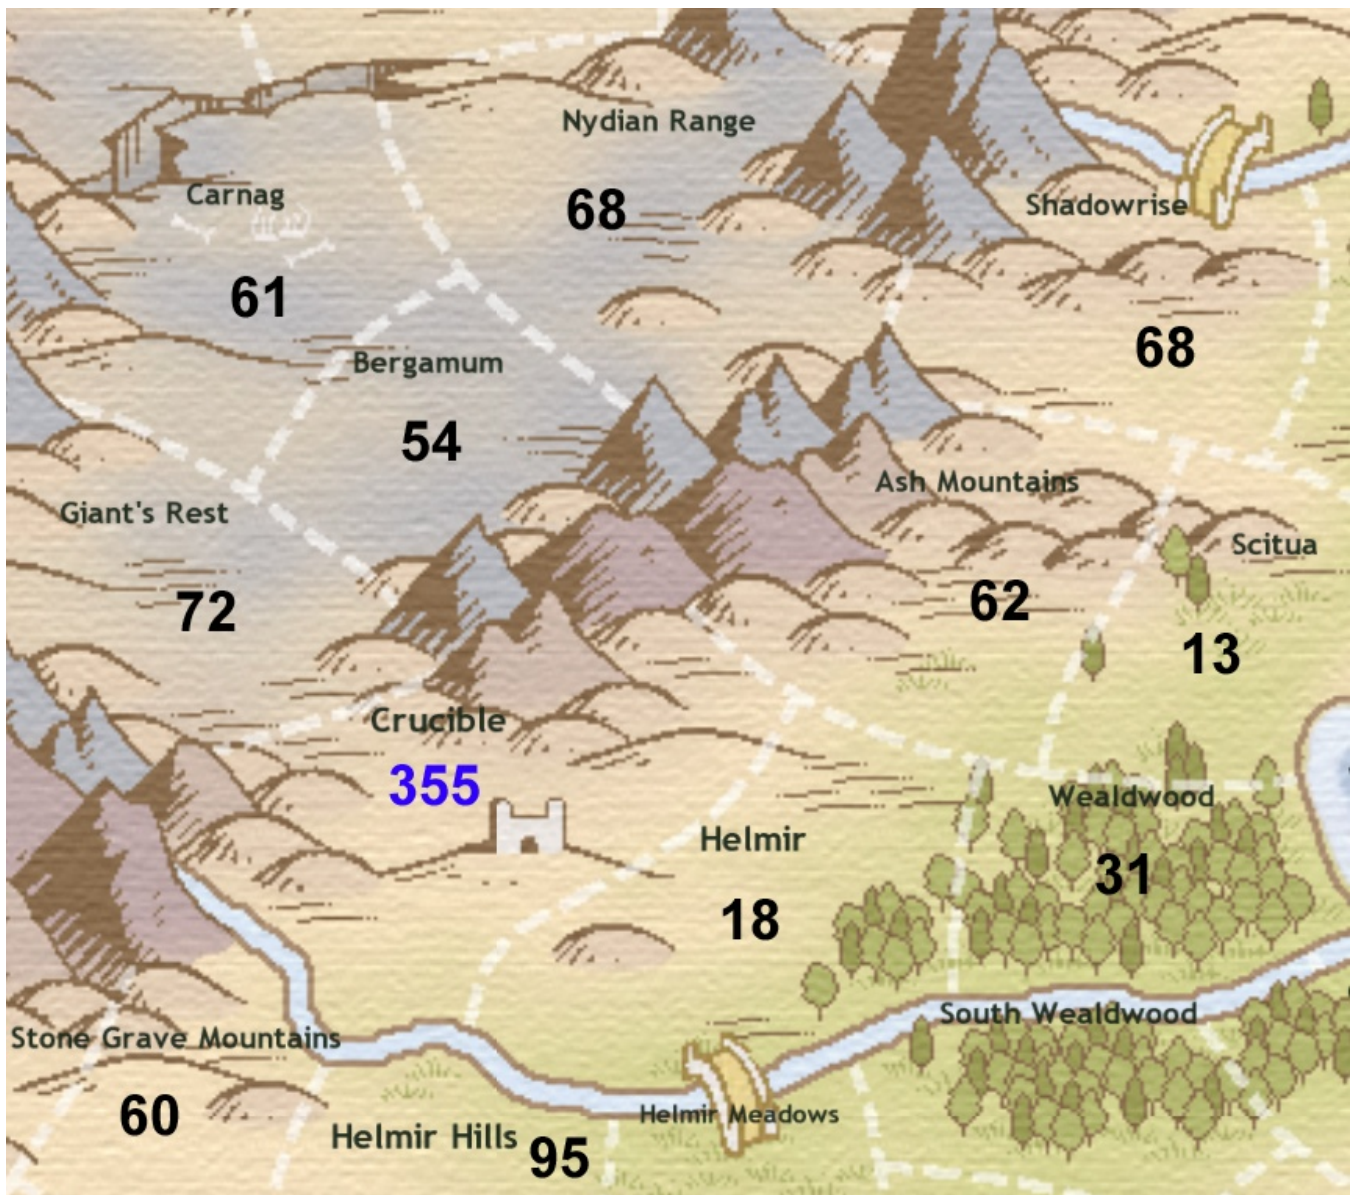 Nydian Range
68
Carnag
61
Shadowrise
68
Bergamum
54
Ash Mountains
62
Giant's Rest
72
Scitua
13
Crucible
355
Wealdwood
31
Helmir
18
South Wealdwood
Stone Grave Mountains
60
Helmir Meadows
Helmir Hills
95